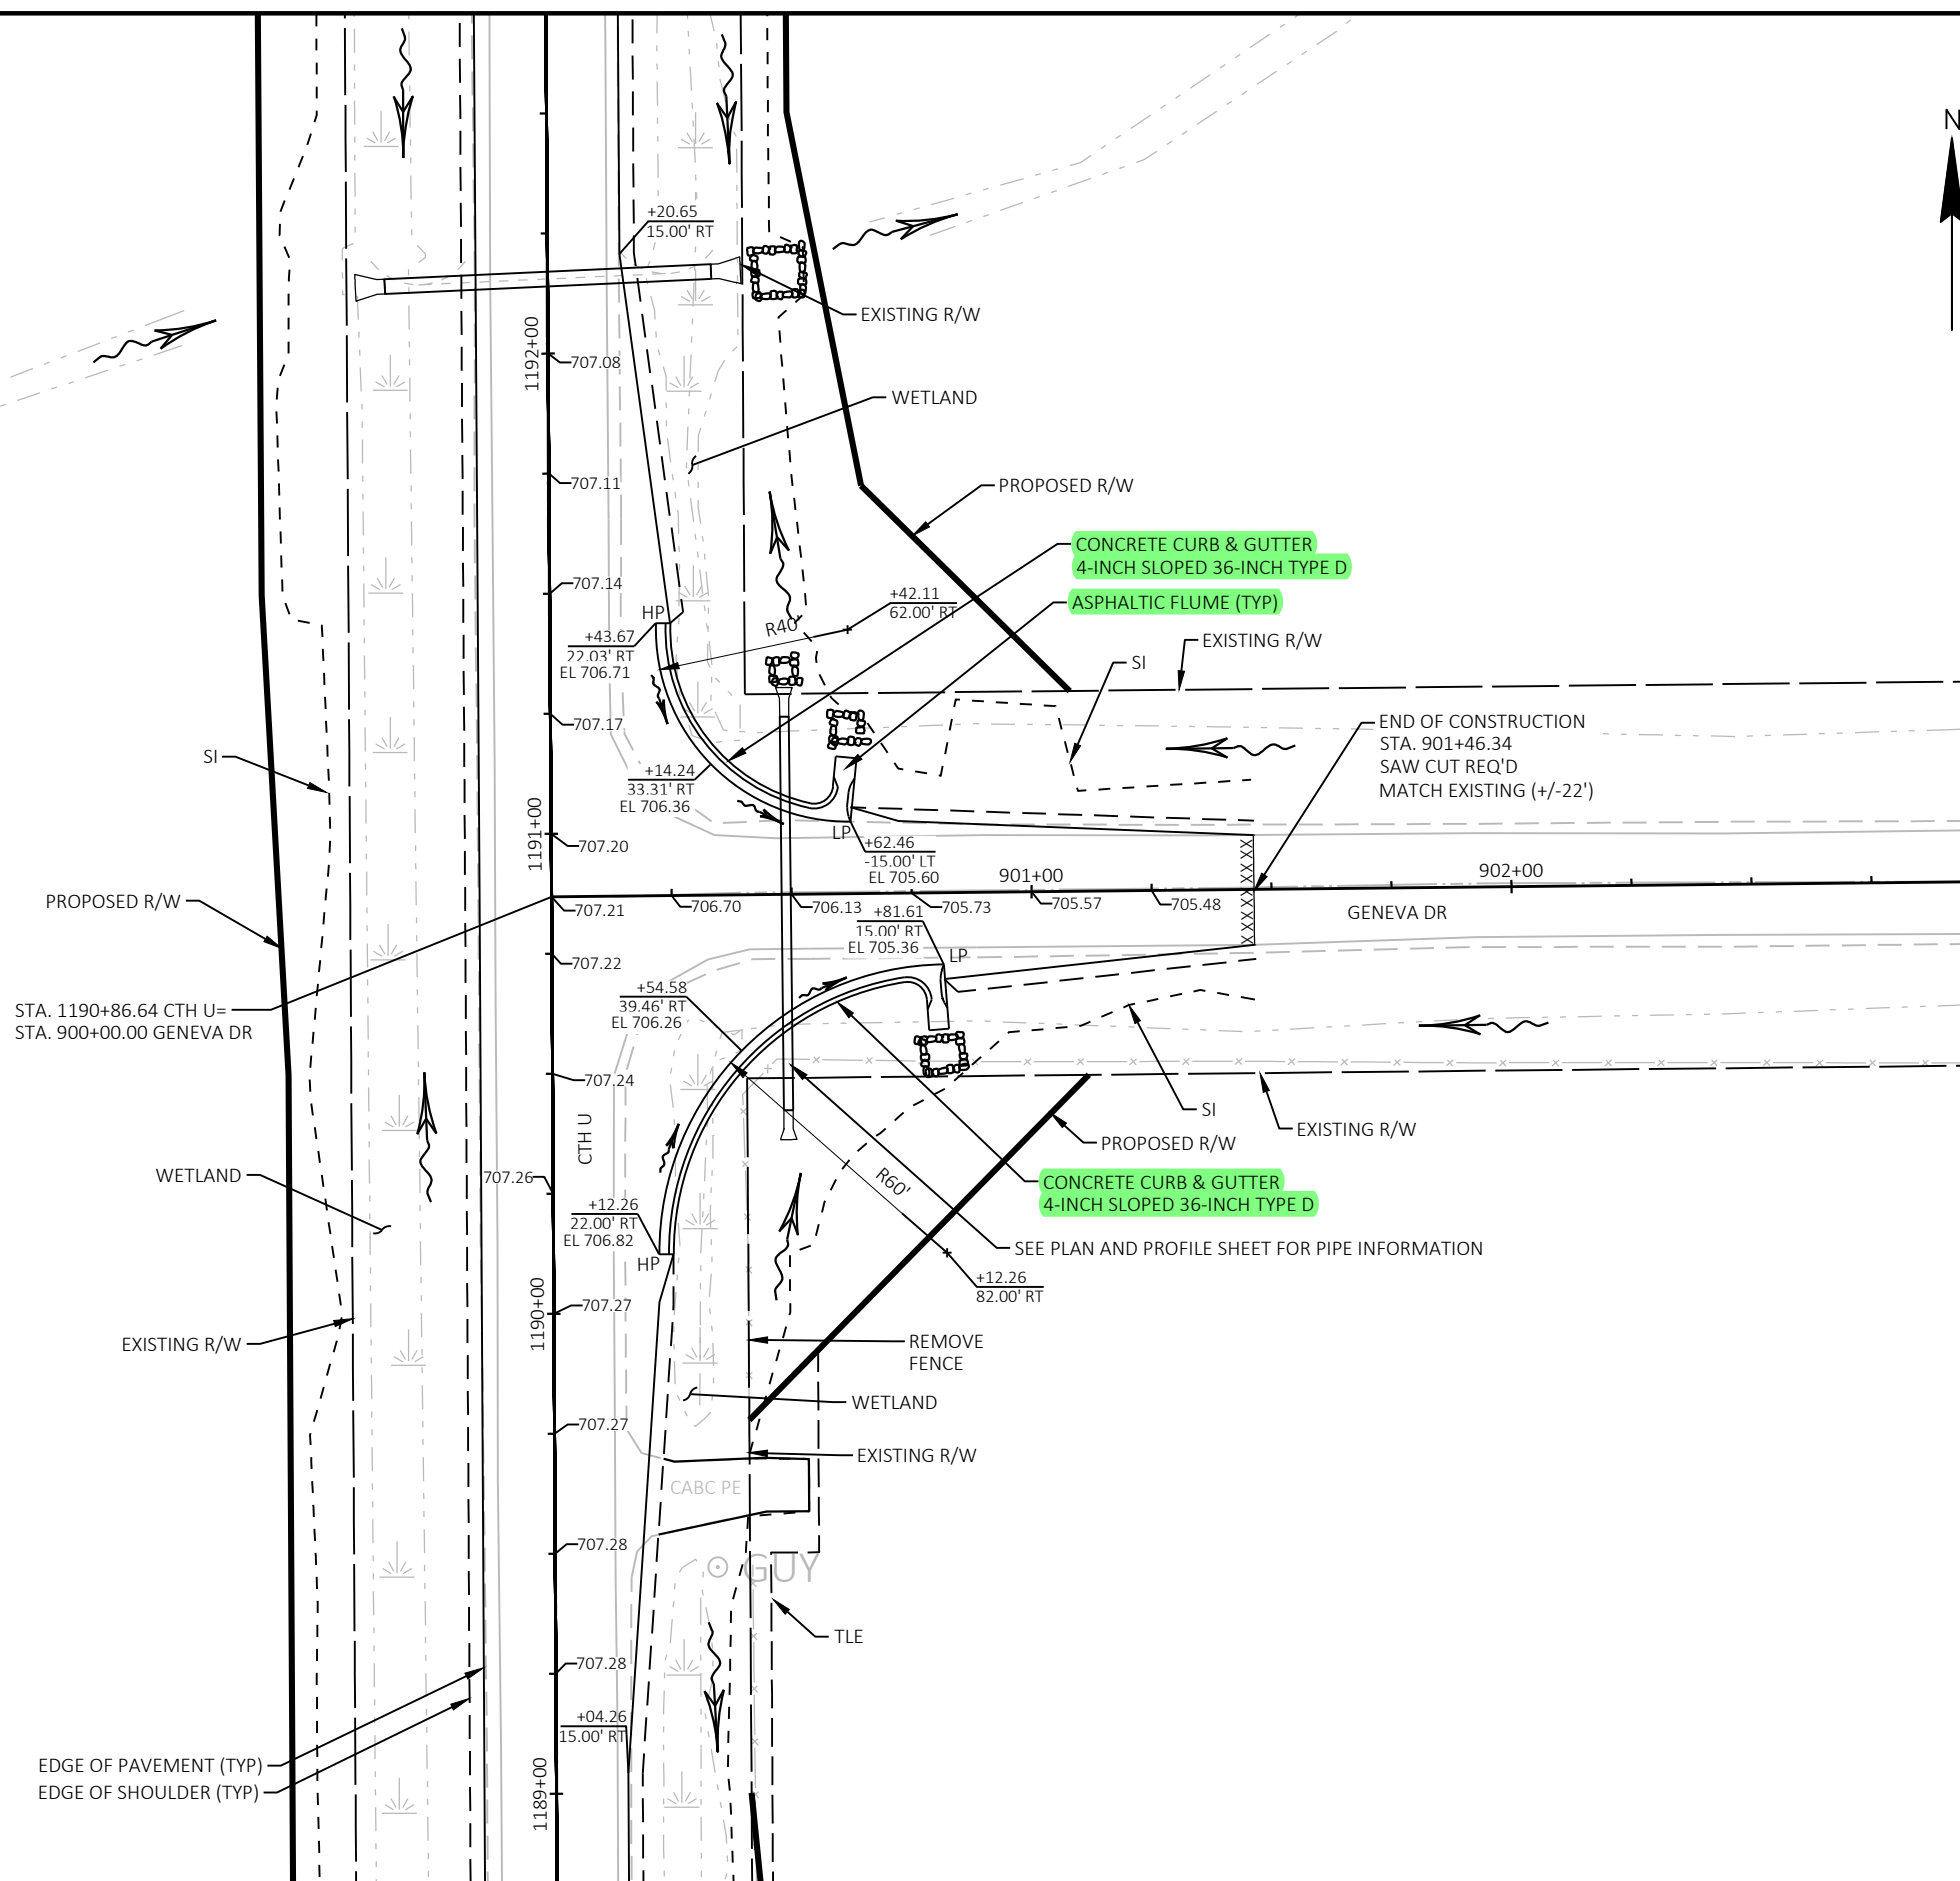 N
+20.65
15.00' RT
EXISTING R/W
1192+00
707.08
WETLAND
707.11
PROPOSED R/W
CONCRETE CURB & GUTTER
4-INCH SLOPED 36-INCH TYPE D
707.14
+42.11
62.00' RT
ASPHALTIC FLUME (TYP)
HP
R40'
+43.67
22.03' RT
EL 706.71
EXISTING R/W
SI
707.17
END OF CONSTRUCTION
STA. 901+46.34
SAW CUT REQ'D
MATCH EXISTING (+/-22')
SI
+14.24
33.31' RT
EL 706.36
1191+00
707.20
LP
+62.46
-15.00' LT
EL 705.60
901+00
902+00
PROPOSED R/W
707.21
706.70
706.13
705.73
705.57
705.48
GENEVA DR
+81.61
15.00' RT
EL 705.36
LP
707.22
+54.58
39.46' RT
EL 706.26
STA. 1190+86.64 CTH U=
STA. 900+00.00 GENEVA DR
707.24
CTH U
SI
EXISTING R/W
PROPOSED R/W
WETLAND
707.26
R60'
CONCRETE CURB & GUTTER
4-INCH SLOPED 36-INCH TYPE D
+12.26
22.00' RT
EL 706.82
HP
SEE PLAN AND PROFILE SHEET FOR PIPE INFORMATION
+12.26
82.00' RT
1190+00
707.27
EXISTING R/W
REMOVE
FENCE
WETLAND
707.27
EXISTING R/W
CABC PE
707.28
GUY
TLE
707.28
+04.26
15.00' RT
EDGE OF PAVEMENT (TYP)
EDGE OF SHOULDER (TYP)
1189+00